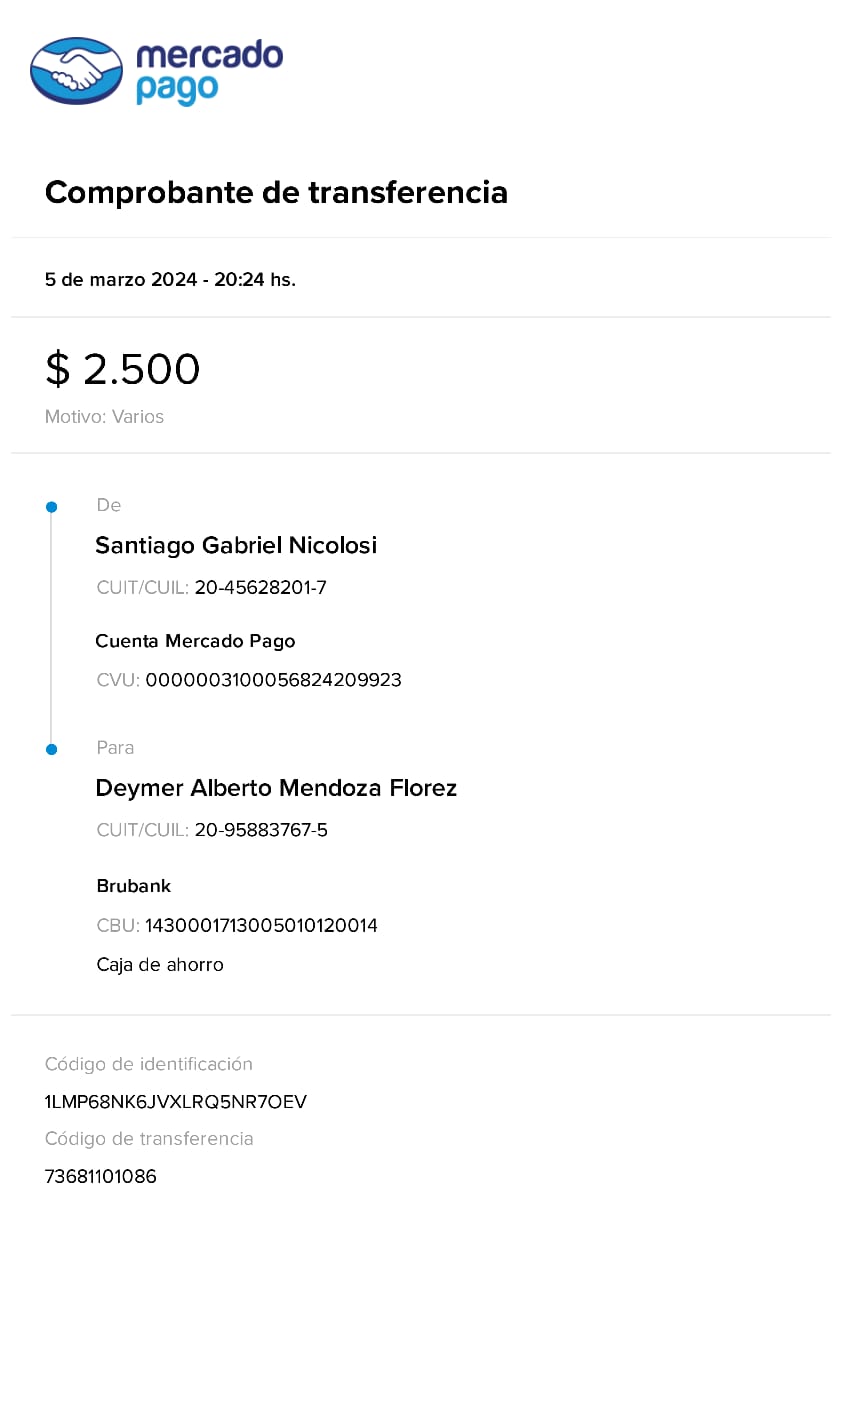 mercado
pago
Comprobante de transferencia
5 de marzo 2024 - 20:24 hs.
$ 2.500
Motivo: Varios
De
Santiago Gabriel Nicolosi
CUIT/CUIL: 20-45628201-7
Cuenta Mercado Pago
CVU: 0000003100056824209923
Para
Deymer Alberto Mendoza Florez
CUIT/CUIL: 20-95883767-5
Brubank
CBU: 1430001713005010120014
Caja de ahorro
Código de identificación
1LMP68NK6JVXLRQ5NR7OEV
Código de transferencia
73681101086